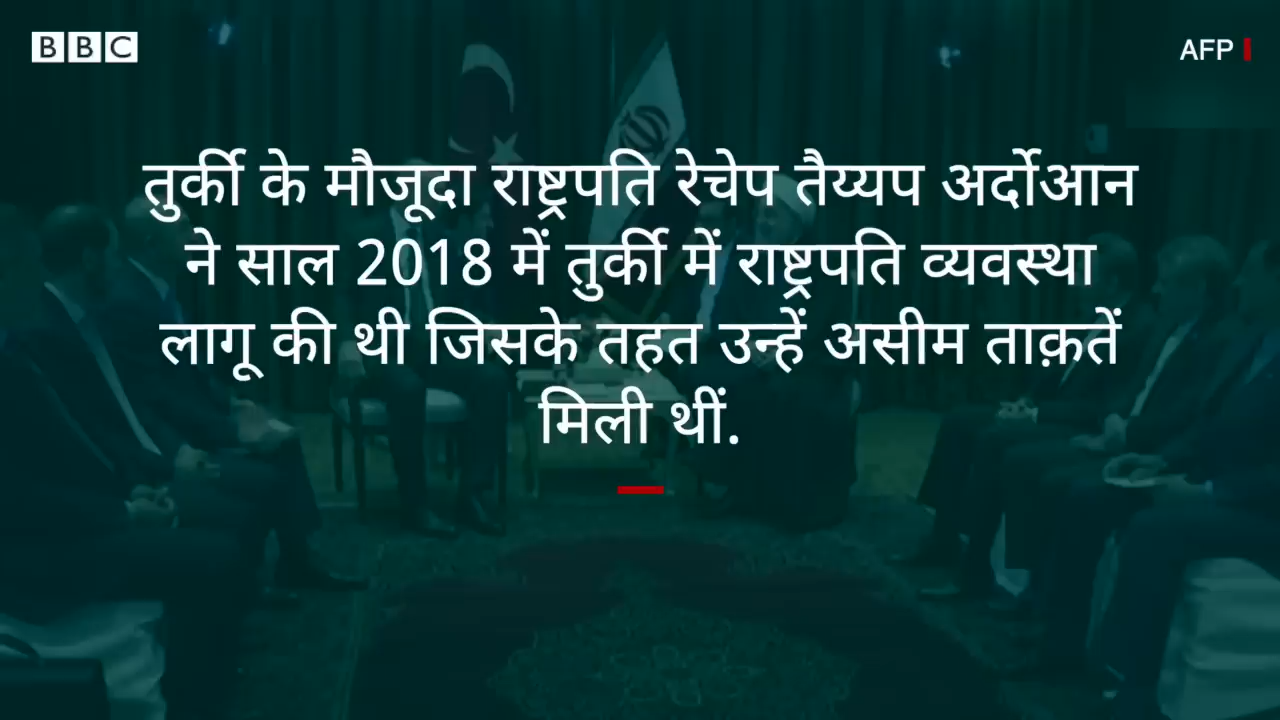 BBC
AFP
तुर्की के मौजूदा राष्ट्रपति रेचेप तैय्यप अर्दोआन
ने साल 2018 में तुर्की में राष्ट्रपति व्यवस्था
लागू की थी जिसके तहत उन्हें असीम ताक़तें
मिली थीं.